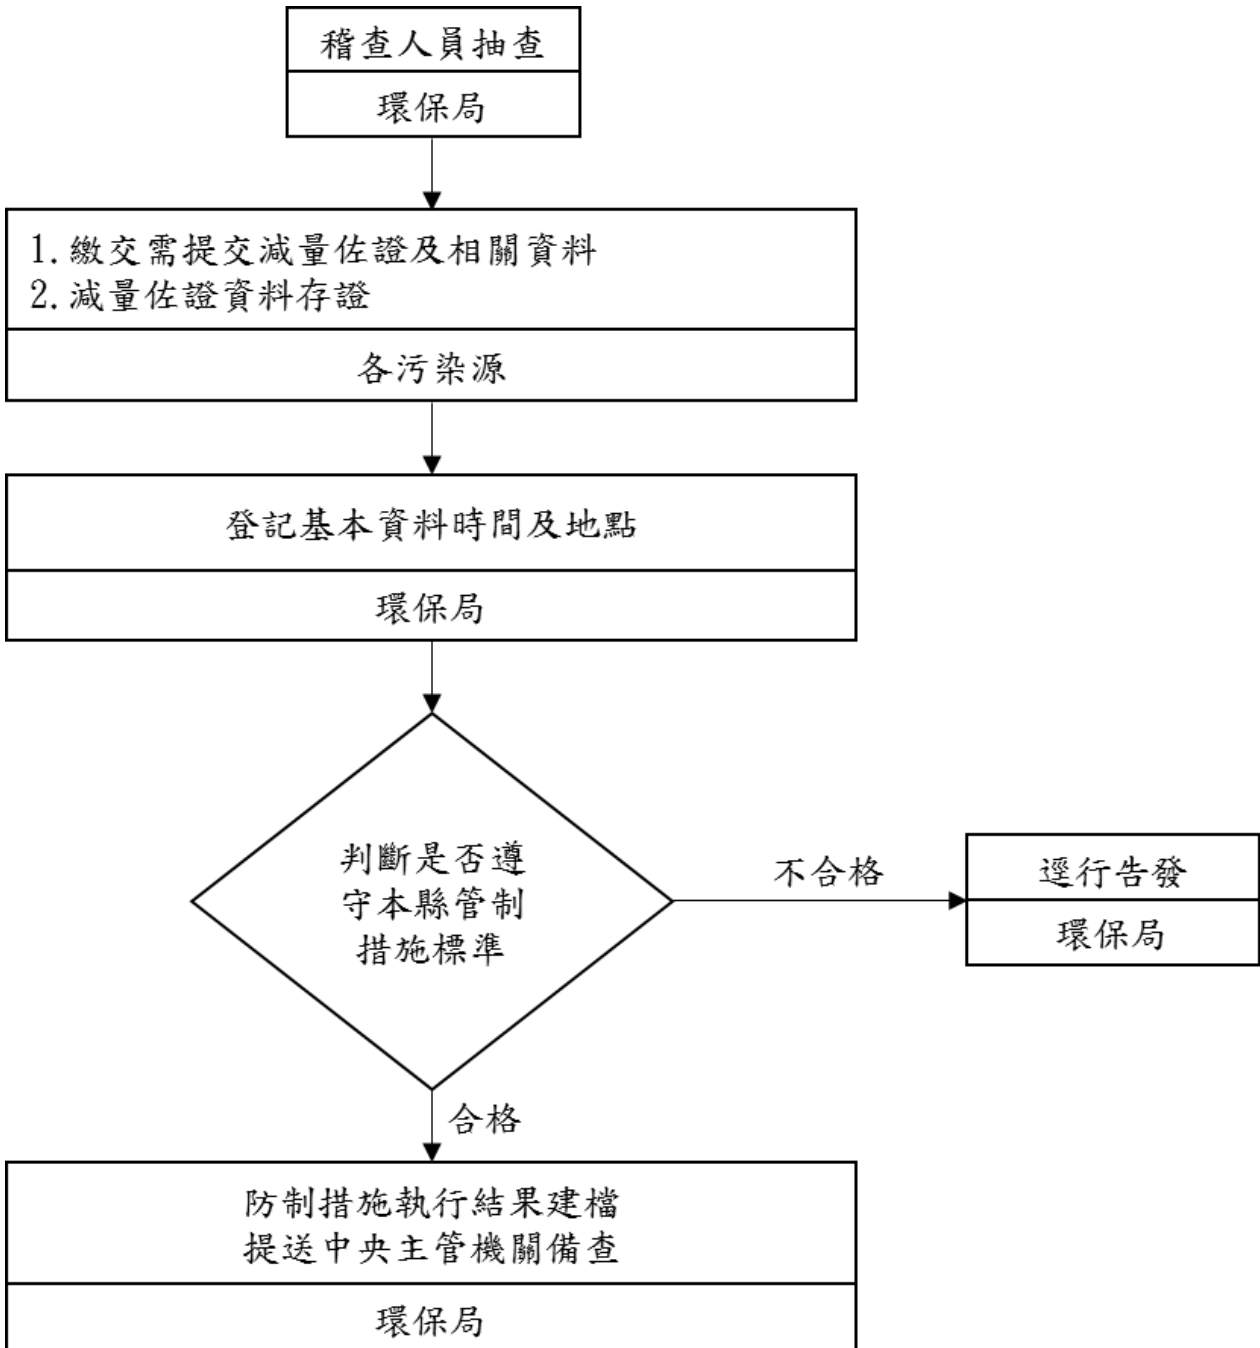 稽查人員抽查
環保局
1.繳交需提交減量佐證及相關資料
2.減量佐證資料存證
各污染源
登記基本資料時間及地點
環保局
判斷是否遵
守本縣管制
措施標準
不合格
逕行告發
環保局
合格
防制措施執行結果建檔
提送中央主管機關備查
環保局